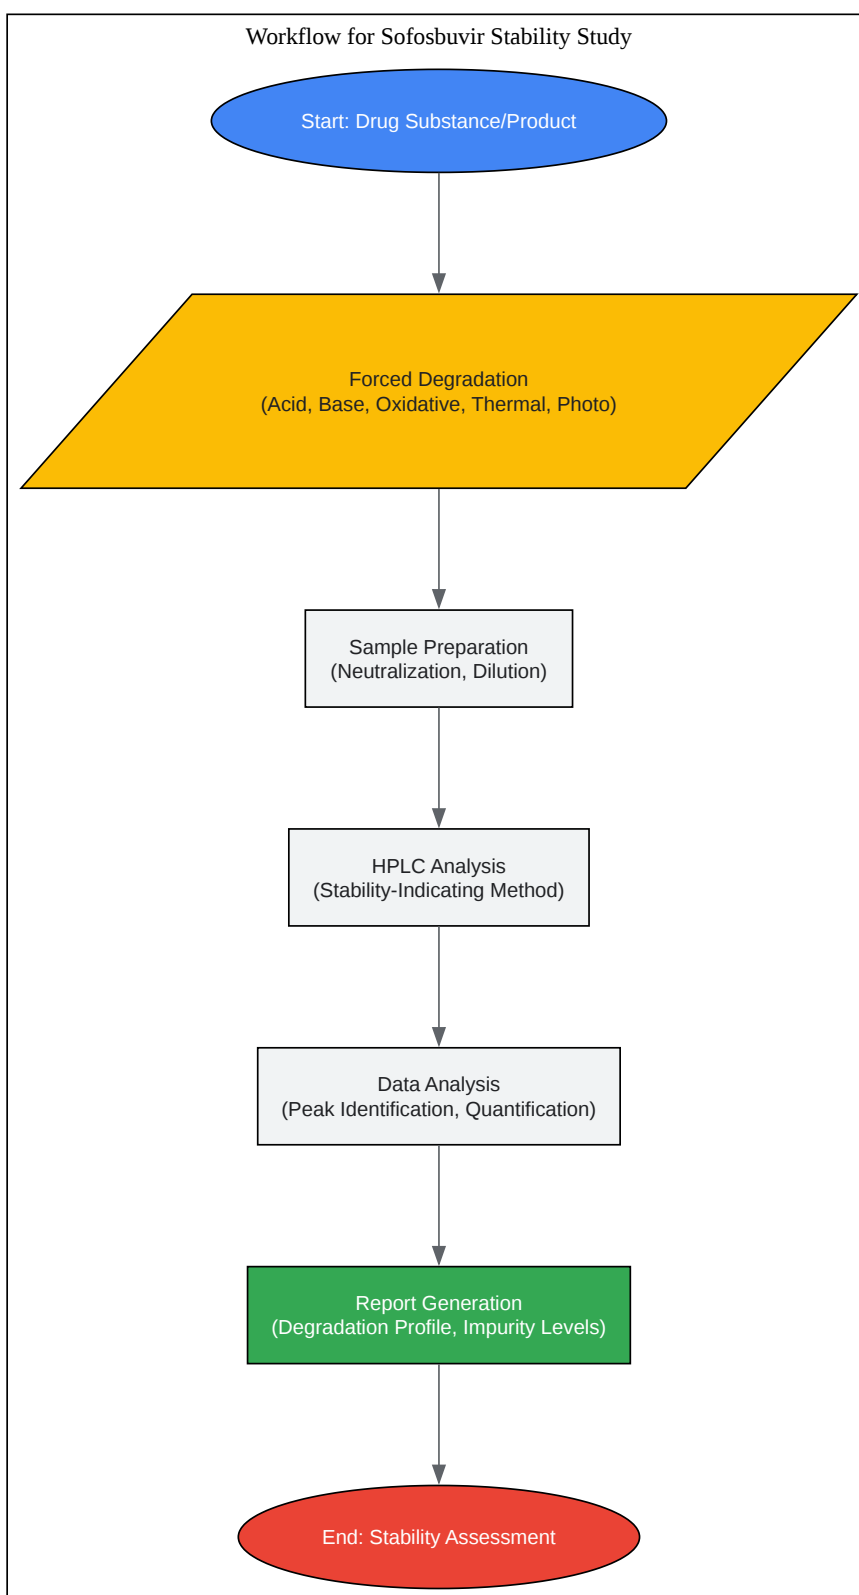 Workflow for Sofosbuvir Stability Study
Start: Drug Substance/Product
Forced Degradation
(Acid, Base, Oxidative, Thermal, Photo)
Sample Preparation
(Neutralization, Dilution)
HPLC Analysis
(Stability-Indicating Method)
Data Analysis
(Peak Identification, Quantification)
Report Generation
(Degradation Profile, Impurity Levels)
End: Stability Assessment